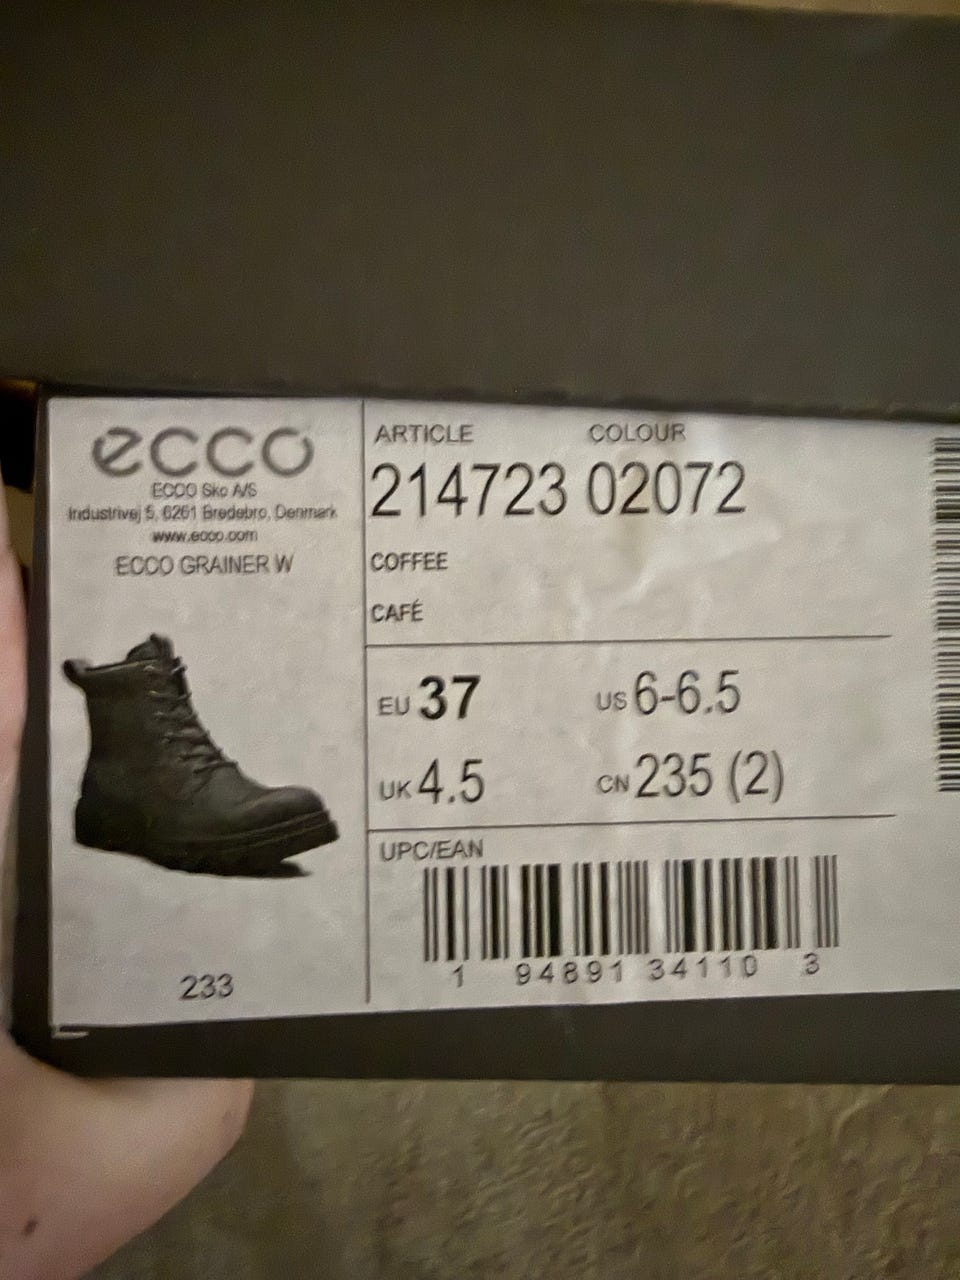 ecco
ECCO Sko A/S
Industrivej 5, 6261 Bredebro, Denmark
www.ecco.com
ECCO GRAINER W
233
ARTICLE COLOUR
214723 02072
COFFEE
CAFÉ
EU 37 US 6-6.5
UK 4.5 CN 235 (2)
UPC/EAN
1 94891 34110 3